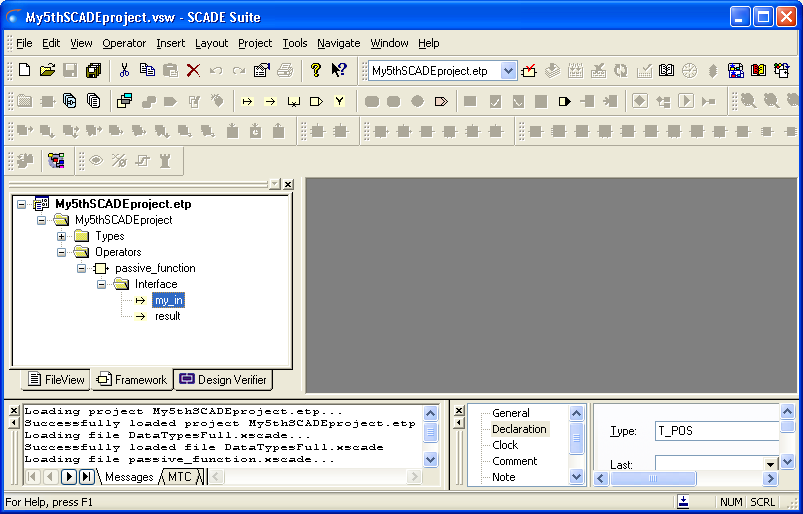 My5thSCADEproject.vsw - SCADE Suite
File Edit View Operator Insert Layout Project Tools Navigate Window Help
My5thSCADEproject.etp
My5thSCADEproject.etp
My5thSCADEproject
Types
Operators
passive_function
Interface
my_in
result
FileView Framework Design Verifier
Loading project My5thSCADEproject.etp...
Successfully loaded project My5thSCADEproject.etp
Loading file DataTypesFull.xscade...
Successfully loaded file DataTypesFull.xscade
Loading file passive_function.xscade...
Messages MTC
General
Declaration
Clock
Comment
Note
Type: T_POS
Last:
For Help, press F1
NUM SCRL